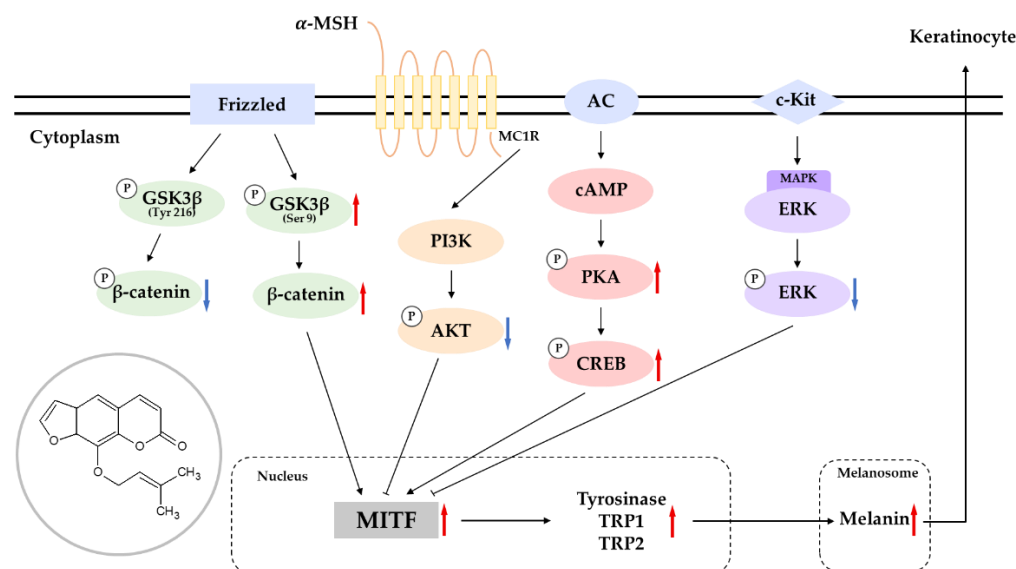 α-MSH
Keratinocyte
Frizzled
AC
c-Kit
Cytoplasm
MC1R
P
GSK3β
(Tyr 216)
P
GSK3β
(Ser 9)
cAMP
MAPK
ERK
PI3K
P
PKA
P
β-catenin
β-catenin
P
ERK
P
AKT
P
CREB
O
O
O
O
CH3
CH3
Nucleus
MITF
Tyrosinase
TRP1
TRP2
Melanosome
Melanin